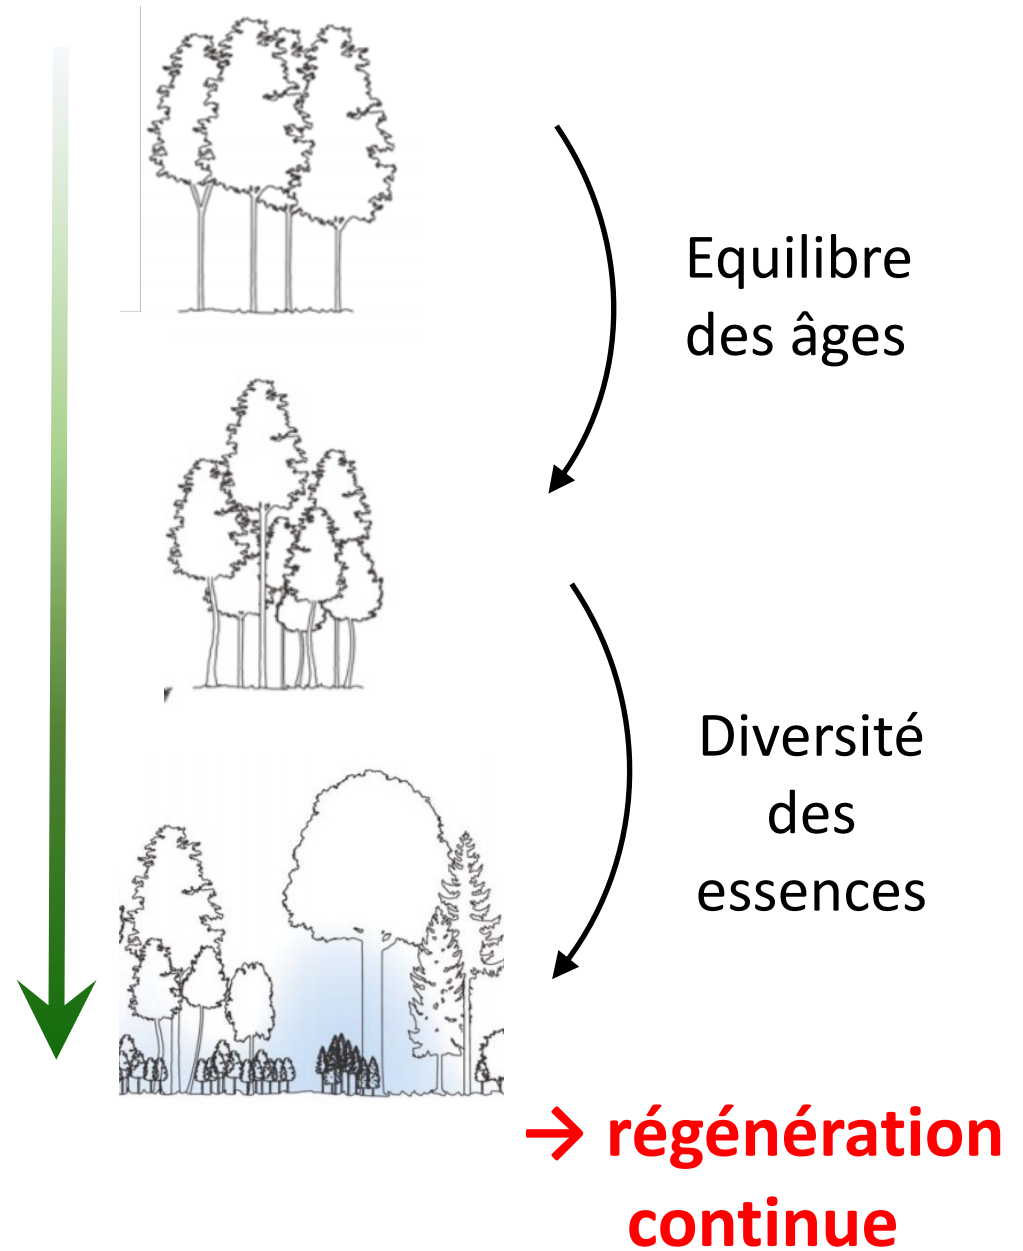 Equilibre
des âges
Diversité
des
essences
→ régénération
continue